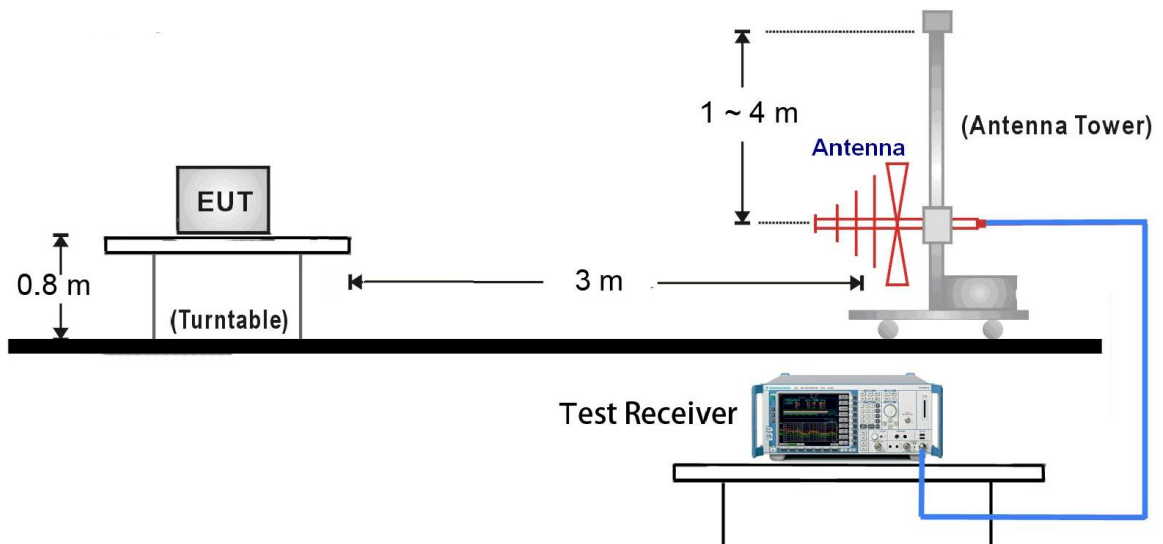 1 ~ 4 m
(Antenna Tower)
Antenna
EUT
0.8 m
3 m
(Turntable)
Test Receiver